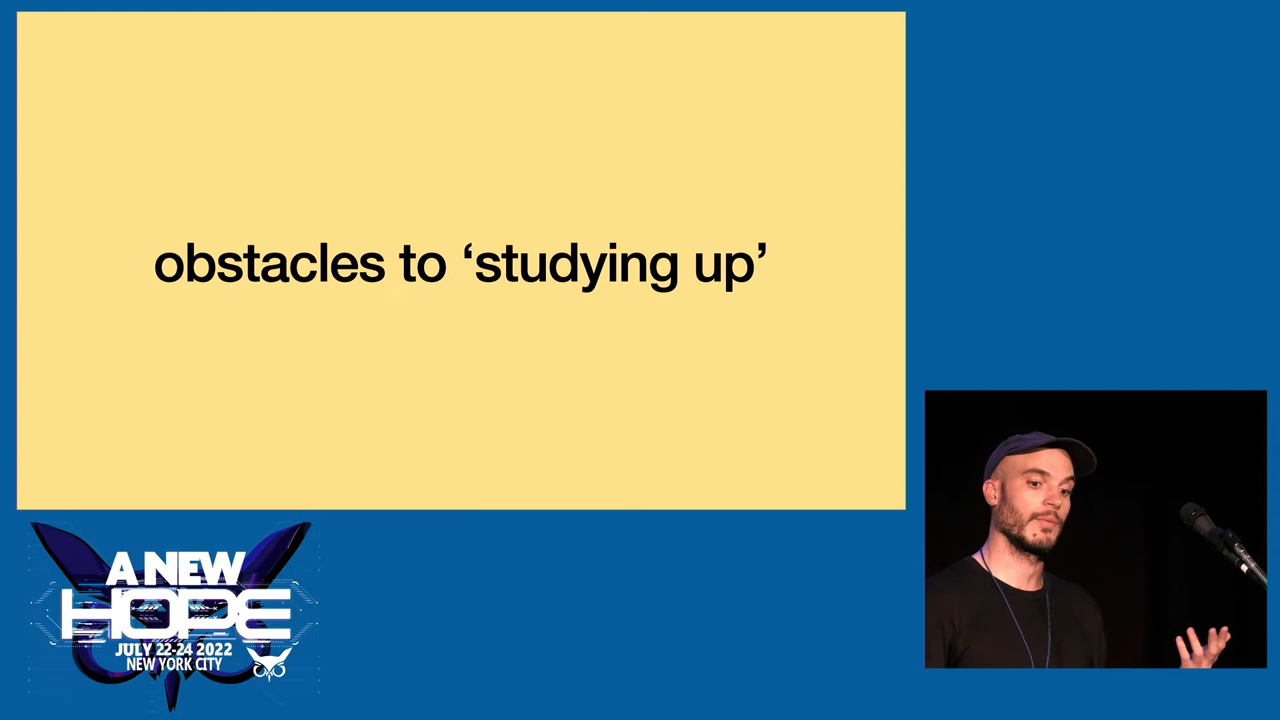 obstacles to ‘studying up’
A NEW
HOPE
JULY 22-24 2022
NEW YORK CITY